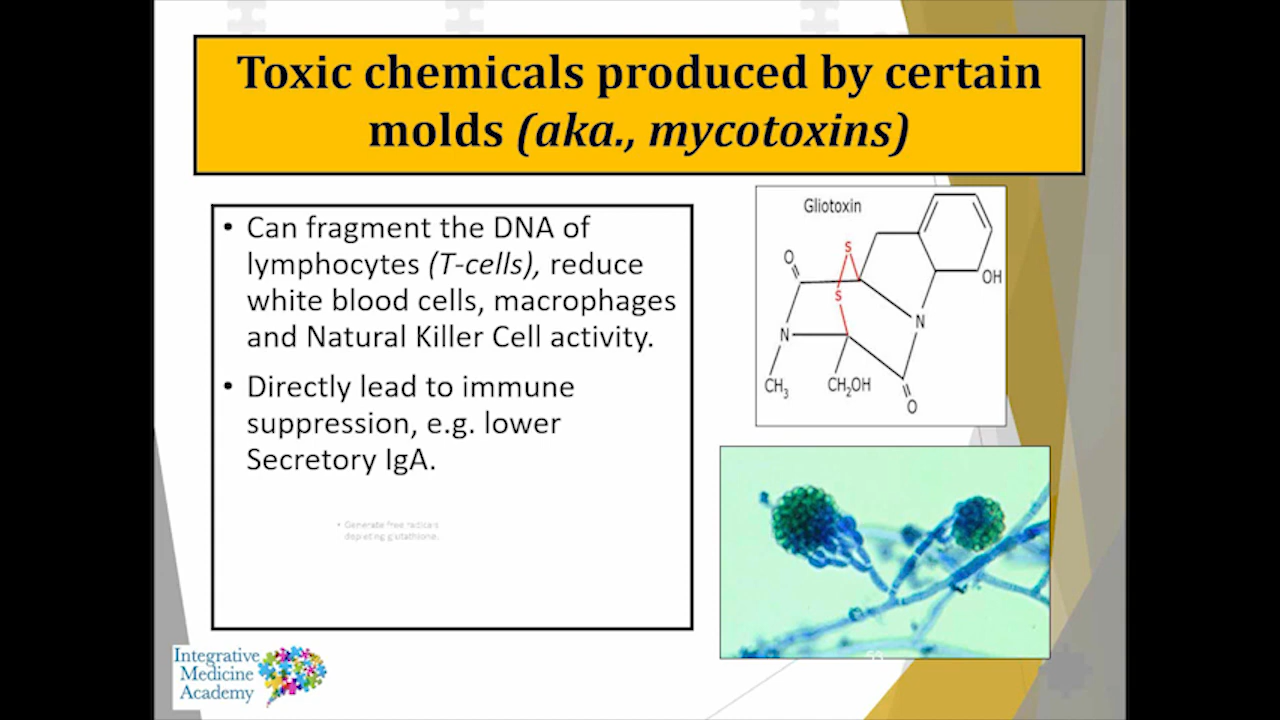 Toxic chemicals produced by certain
molds (aka., mycotoxins)
• Can fragment the DNA of
lymphocytes (T-cells), reduce
white blood cells, macrophages
and Natural Killer Cell activity.
• Directly lead to immune
suppression, e.g. lower
Secretory IgA.
• Generate free radicals
depleting glutathione.
Gliotoxin
S
O
S
OH
N
N
CH3
CH2OH
O
53
Integrative
Medicine
Academy